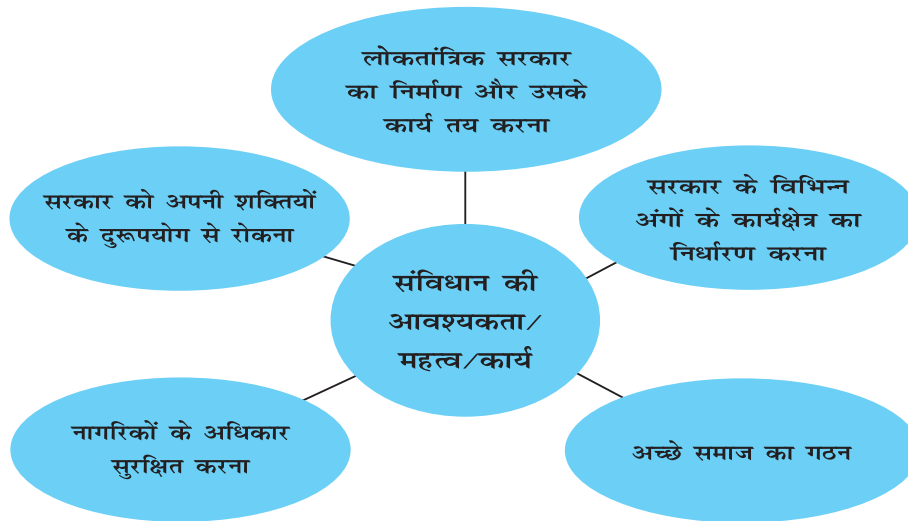 लोकतांत्रिक सरकार
का निर्माण और उसके
कार्य तय करना
सरकार को अपनी शक्तियों
के दुरूपयोग से रोकना
सरकार के विभिन्न
अंगों के कार्यक्षेत्र का
निर्धारण करना
संविधान की
आवश्यकता/
महत्व/कार्य
नागरिकों के अधिकार
सुरक्षित करना
अच्छे समाज का गठन